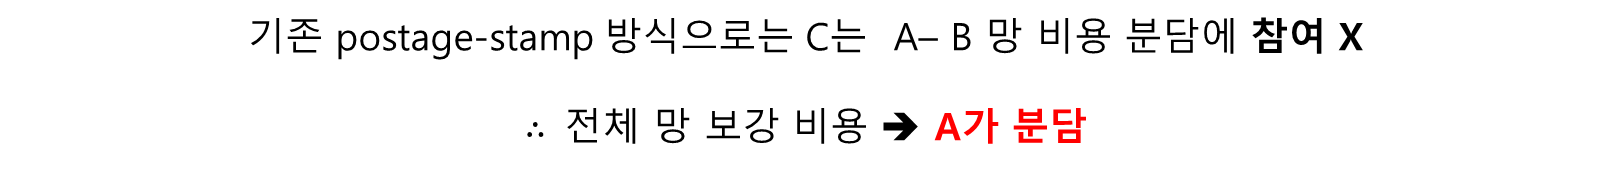 기존 postage-stamp 방식으로는 C는 A– B 망 비용 분담에 참여 X
∴ 전체 망 보강 비용 🡺 A가 분담